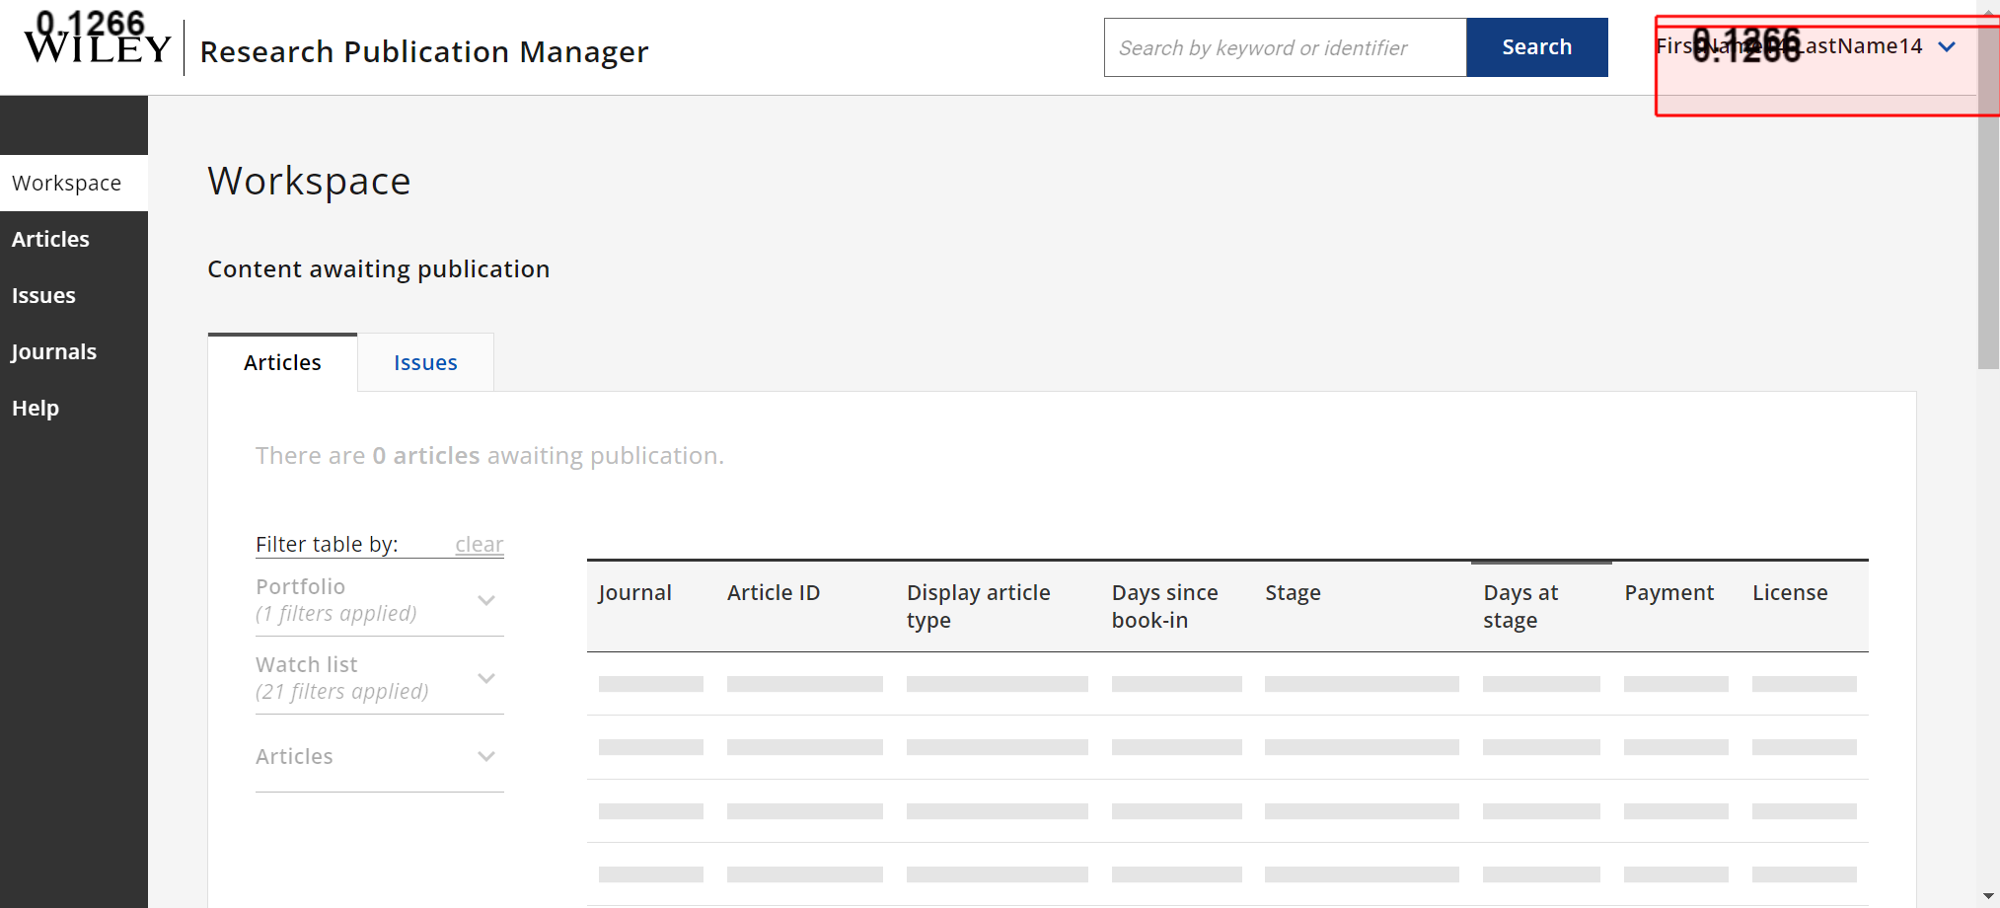 0.1266
WILEY
Research Publication Manager
Search by keyword or identifier
Search
FirstName14 LastName14
0.1266
Workspace
Articles
Issues
Journals
Help
Workspace
Content awaiting publication
Articles
Issues
There are 0 articles awaiting publication.
Filter table by:
clear
Portfolio
(1 filters applied)
Watch list
(21 filters applied)
Articles
Journal
Article ID
Display article
type
Days since
book-in
Stage
Days at
stage
Payment
License